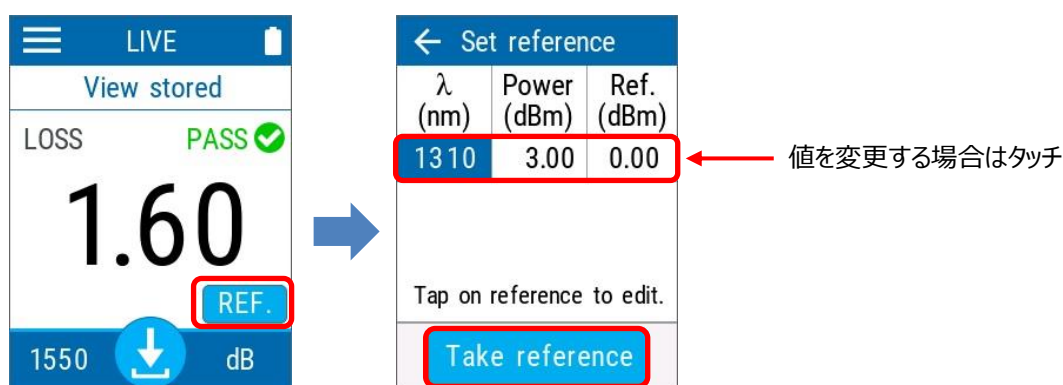 LIVE
View stored
LOSS PASS
1.60
REF.
1550 dB
Set reference
λ Power Ref.
(nm) (dBm) (dBm)
1310 3.00 0.00
Tap on reference to edit.
Take reference
値を変更する場合はタッチ